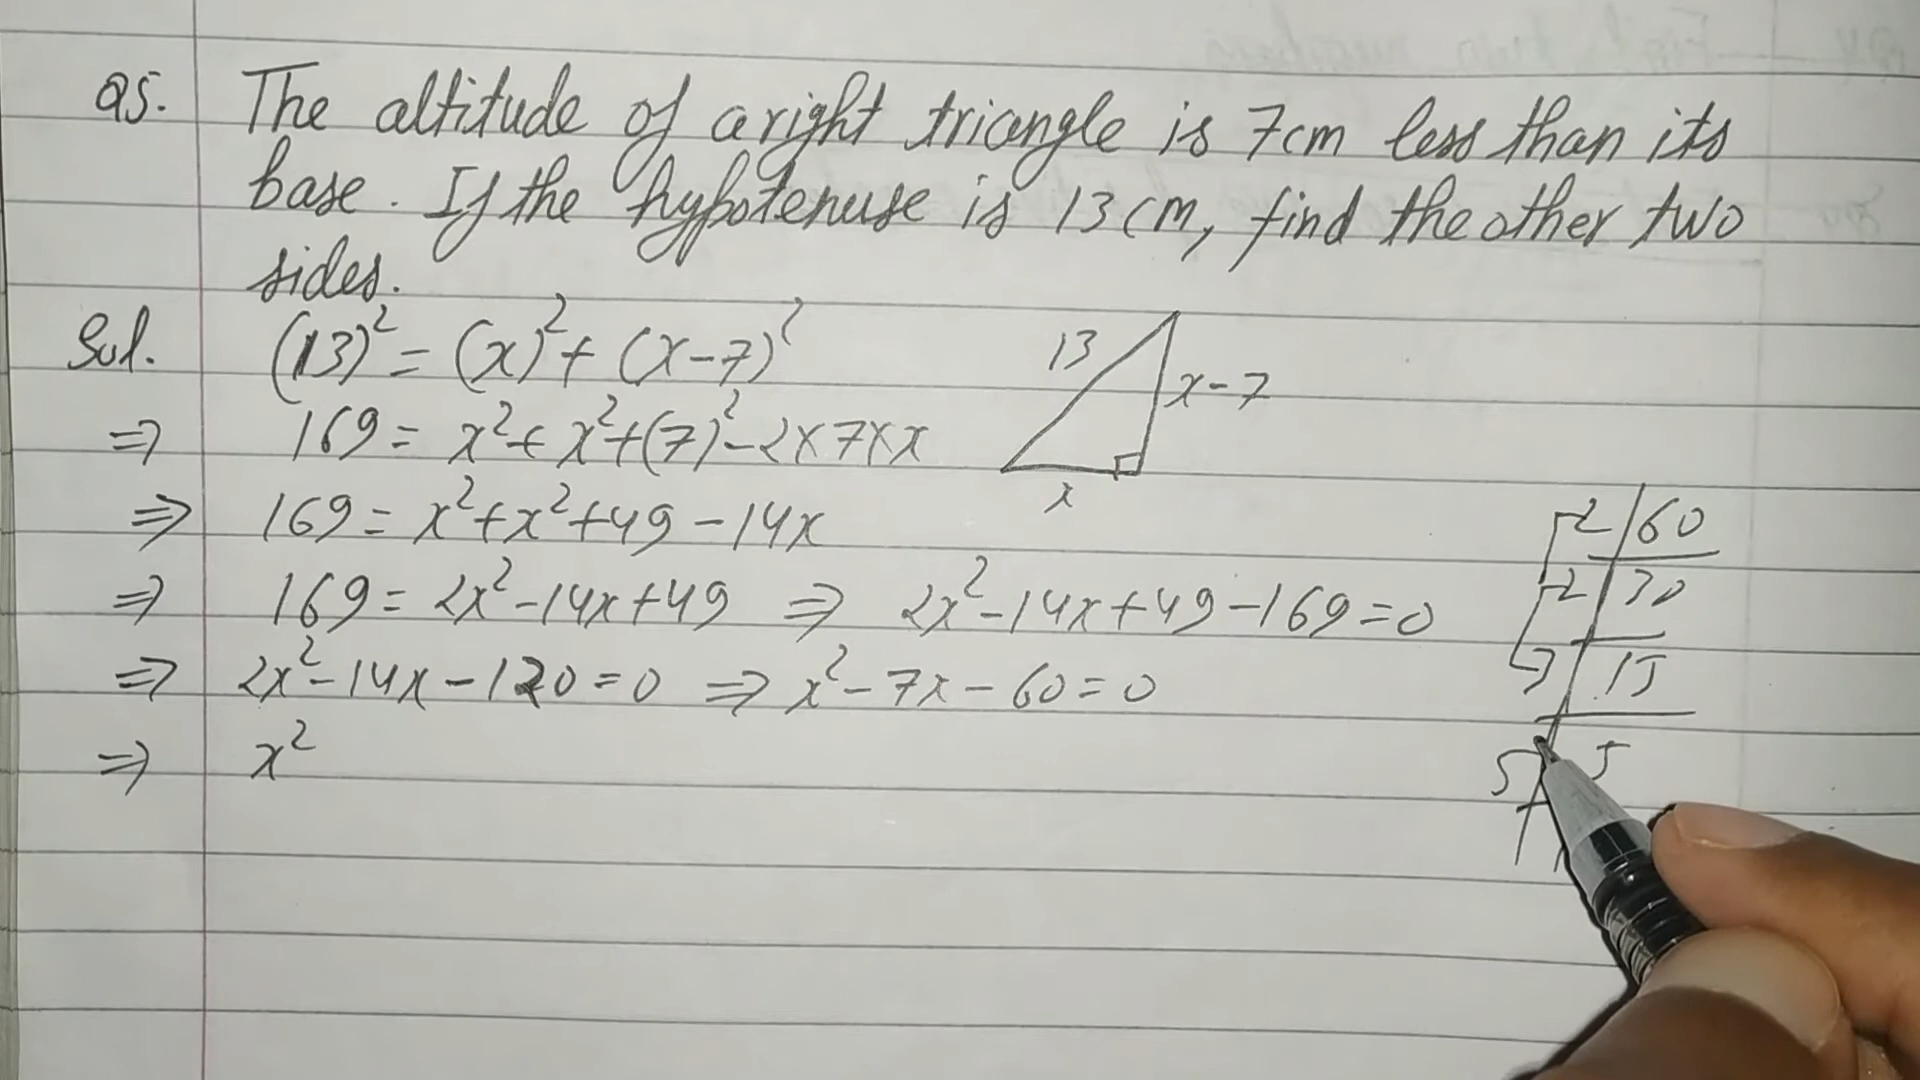 Q5. The altitude of a right triangle is 7cm less than its
base. If the hypotenuse is 13cm, find the other two
sides.
Sol. (13)² = (x)² + (x-7)²
⇒ 169 = x² + x² + (7)² - 2×7×x
⇒ 169 = x² + x² + 49 - 14x
⇒ 169 = 2x² - 14x + 49 ⇒ 2x² - 14x + 49 - 169 = 0
⇒ 2x² - 14x - 120 = 0 ⇒ x² - 7x - 60 = 0
⇒ x²
13
x-7
x
2 | 60
2 | 30
3 | 15
5 | 5